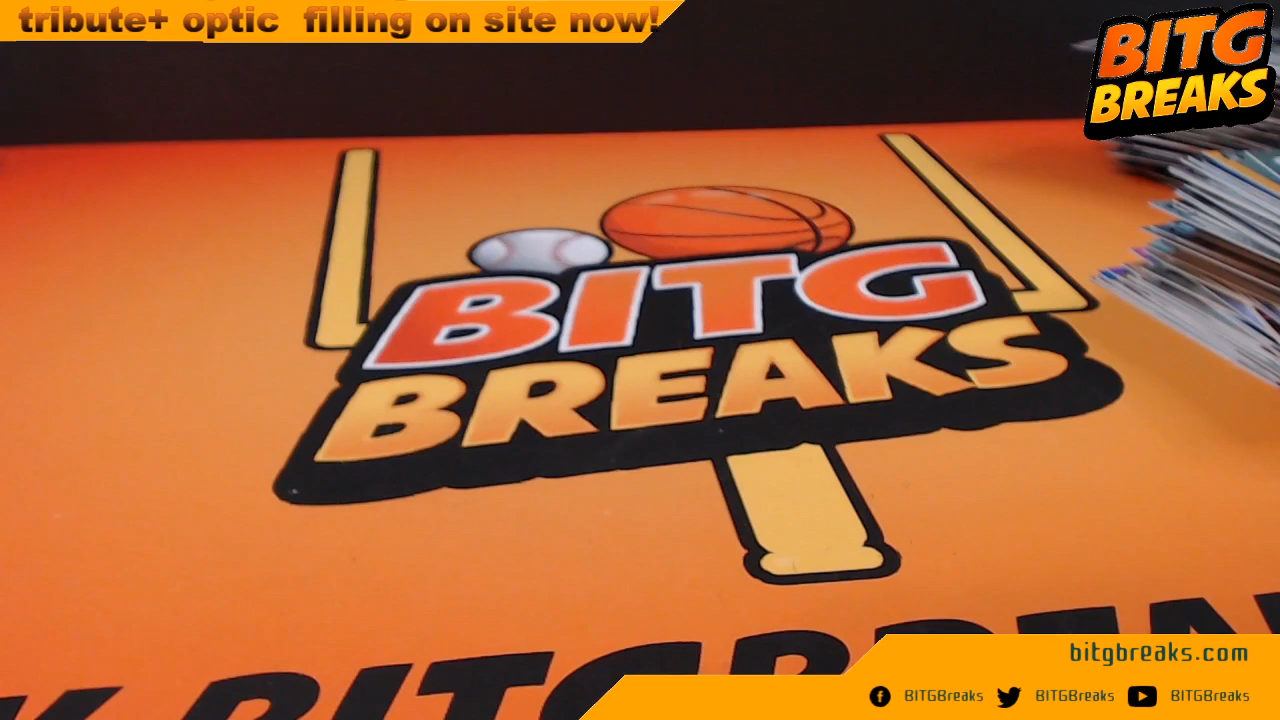 tribute+ optic filling on site now!
BITG
BREAKS
BITG
BREAKS
bitgbreaks.com
BITGBreaks BITGBreaks BITGBreaks